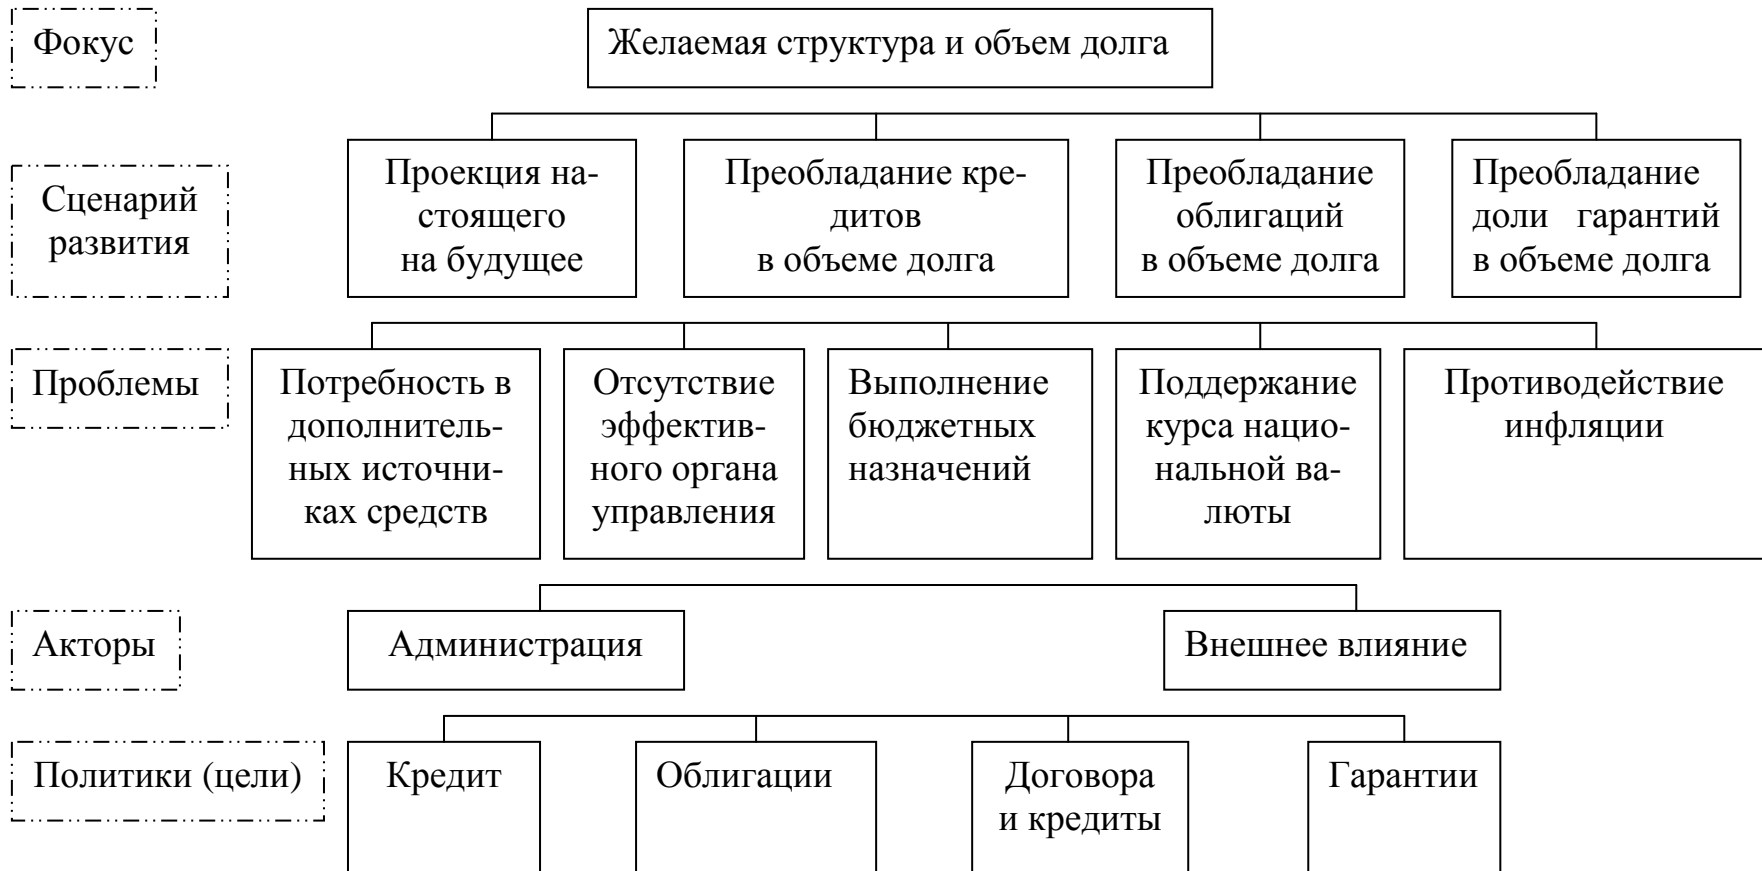 Фокус
Желаемая структура и объем долга
Сценарий
развития
Проекция на-
стоящего
на будущее
Преобладание кре-
дитов
в объеме долга
Преобладание
облигаций
в объеме долга
Преобладание
доли гарантий
в объеме долга
Проблемы
Потребность в
дополнитель-
ных источни-
ках средств
Отсутствие
эффектив-
ного органа
управления
Выполнение
бюджетных
назначений
Поддержание
курса нацио-
нальной ва-
люты
Противодействие
инфляции
Акторы
Администрация
Внешнее влияние
Политики (цели)
Кредит
Облигации
Договора
и кредиты
Гарантии